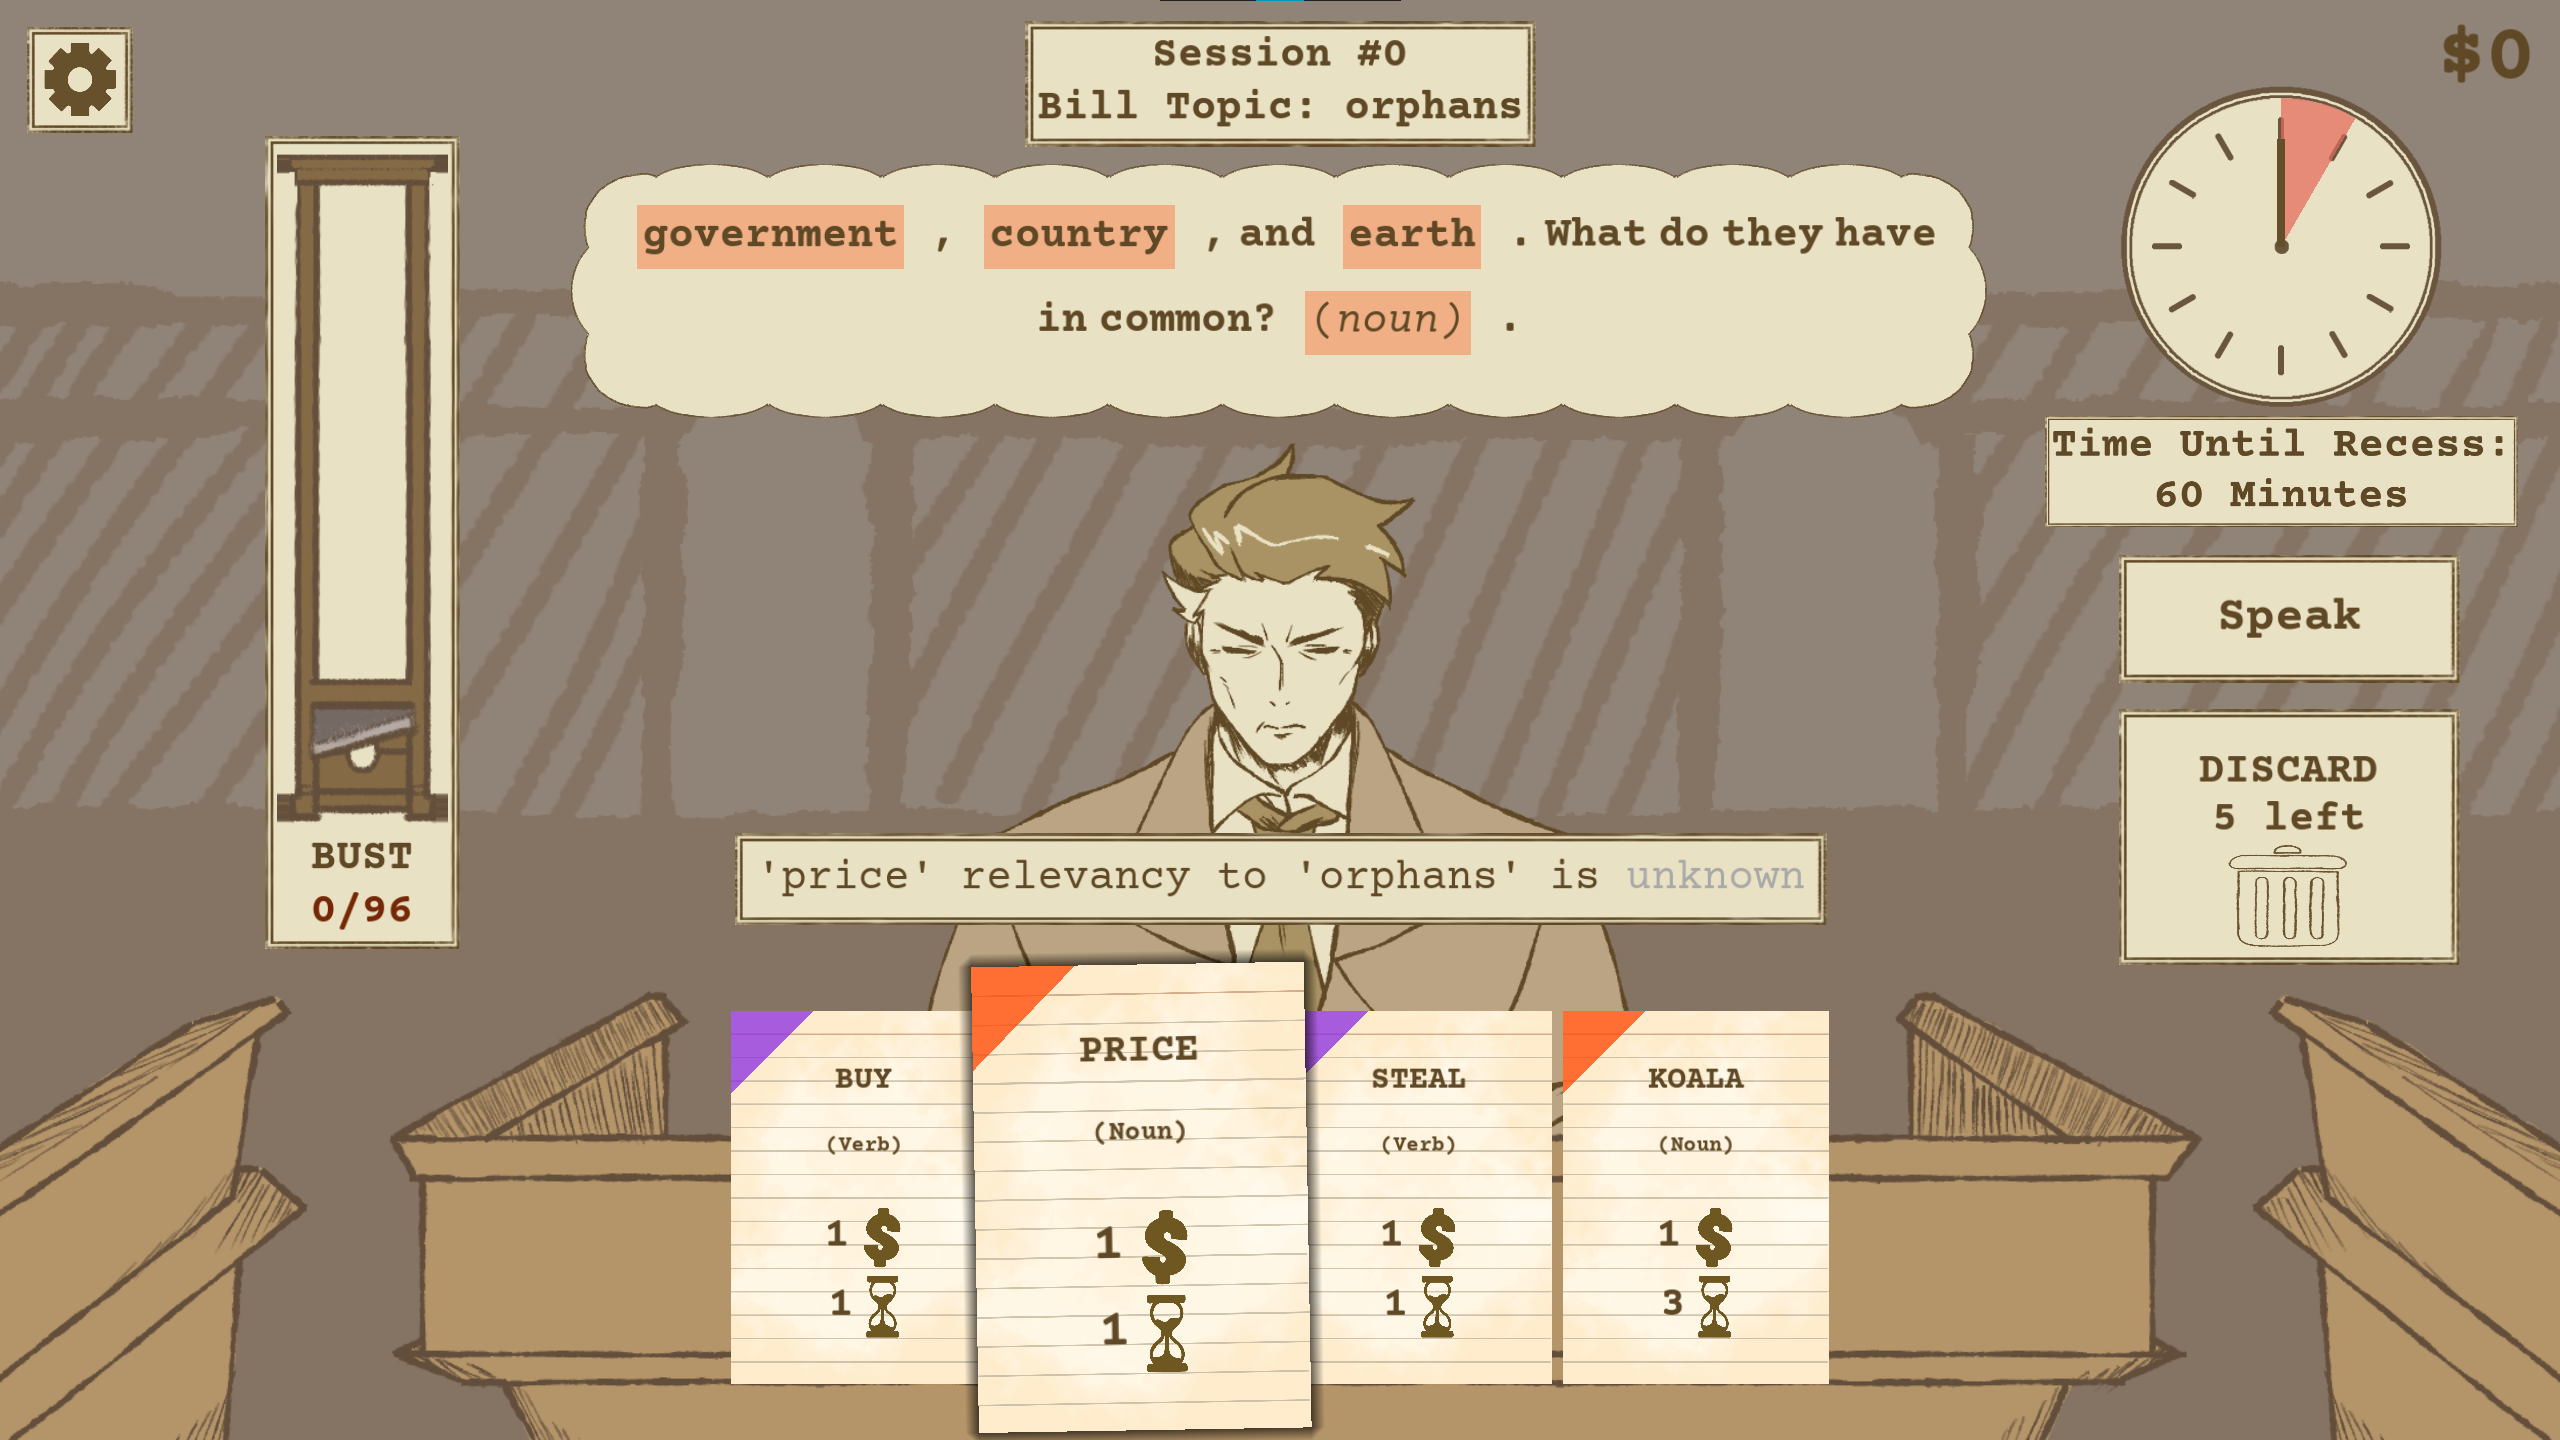 Session #0
Bill Topic: orphans
$0
government , country , and earth . What do they have
in common? (noun) .
Time Until Recess:
60 Minutes
Speak
DISCARD
5 left
BUST
0/96
'price' relevancy to 'orphans' is unknown
BUY
(Verb)
1 $
1
PRICE
(Noun)
1 $
1
STEAL
(Verb)
1 $
1
KOALA
(Noun)
1 $
3